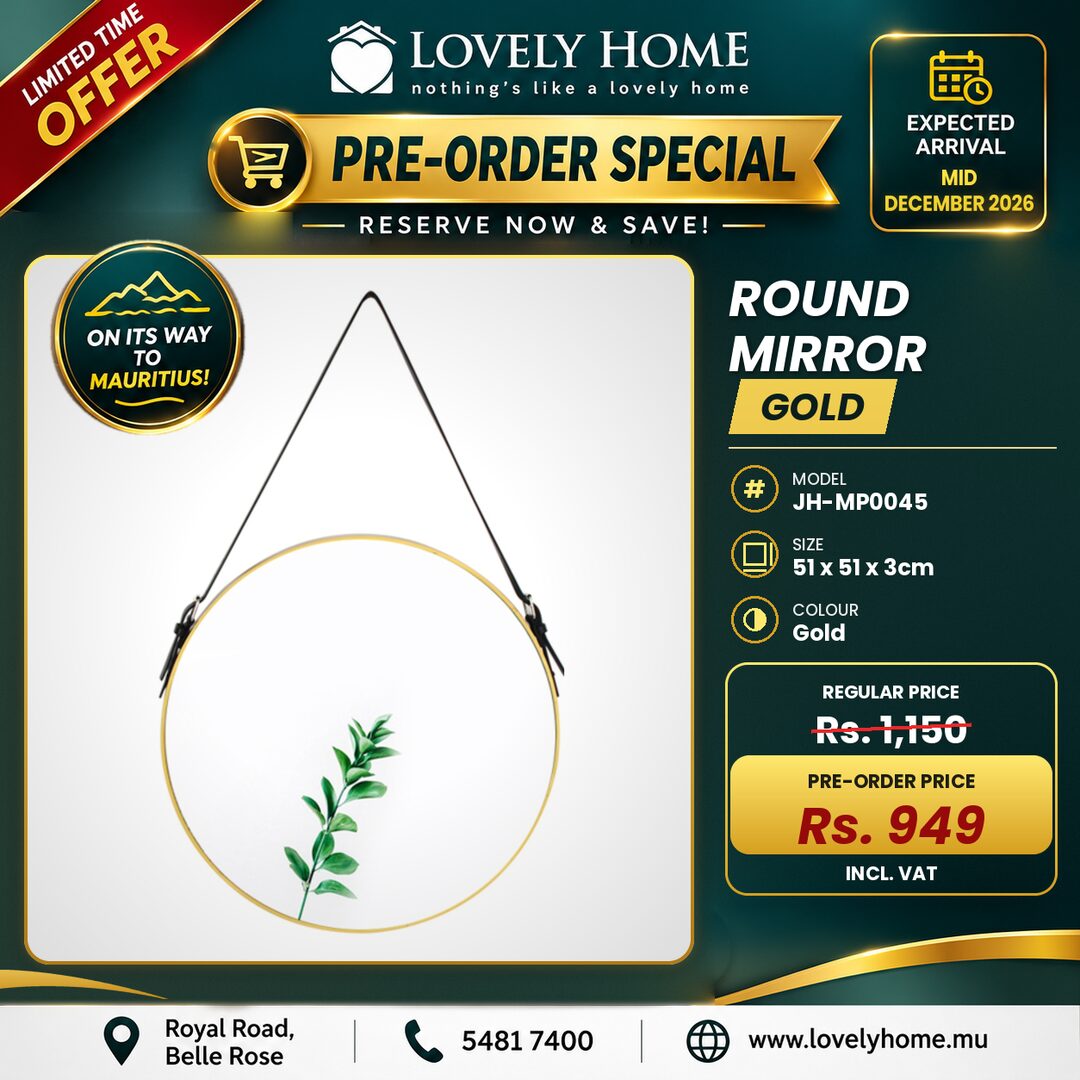 LIMITED TIME
OFFER
LOVELY HOME
nothing's like a lovely home
PRE-ORDER SPECIAL
RESERVE NOW & SAVE!
EXPECTED
ARRIVAL
MID
DECEMBER 2026
ON ITS WAY
TO
MAURITIUS!
ROUND
MIRROR
GOLD
#
MODEL
JH-MP0045
SIZE
51 x 51 x 3cm
COLOUR
Gold
REGULAR PRICE
Rs. 1,150
PRE-ORDER PRICE
Rs. 949
INCL. VAT
Royal Road,
Belle Rose
5481 7400
www.lovelyhome.mu